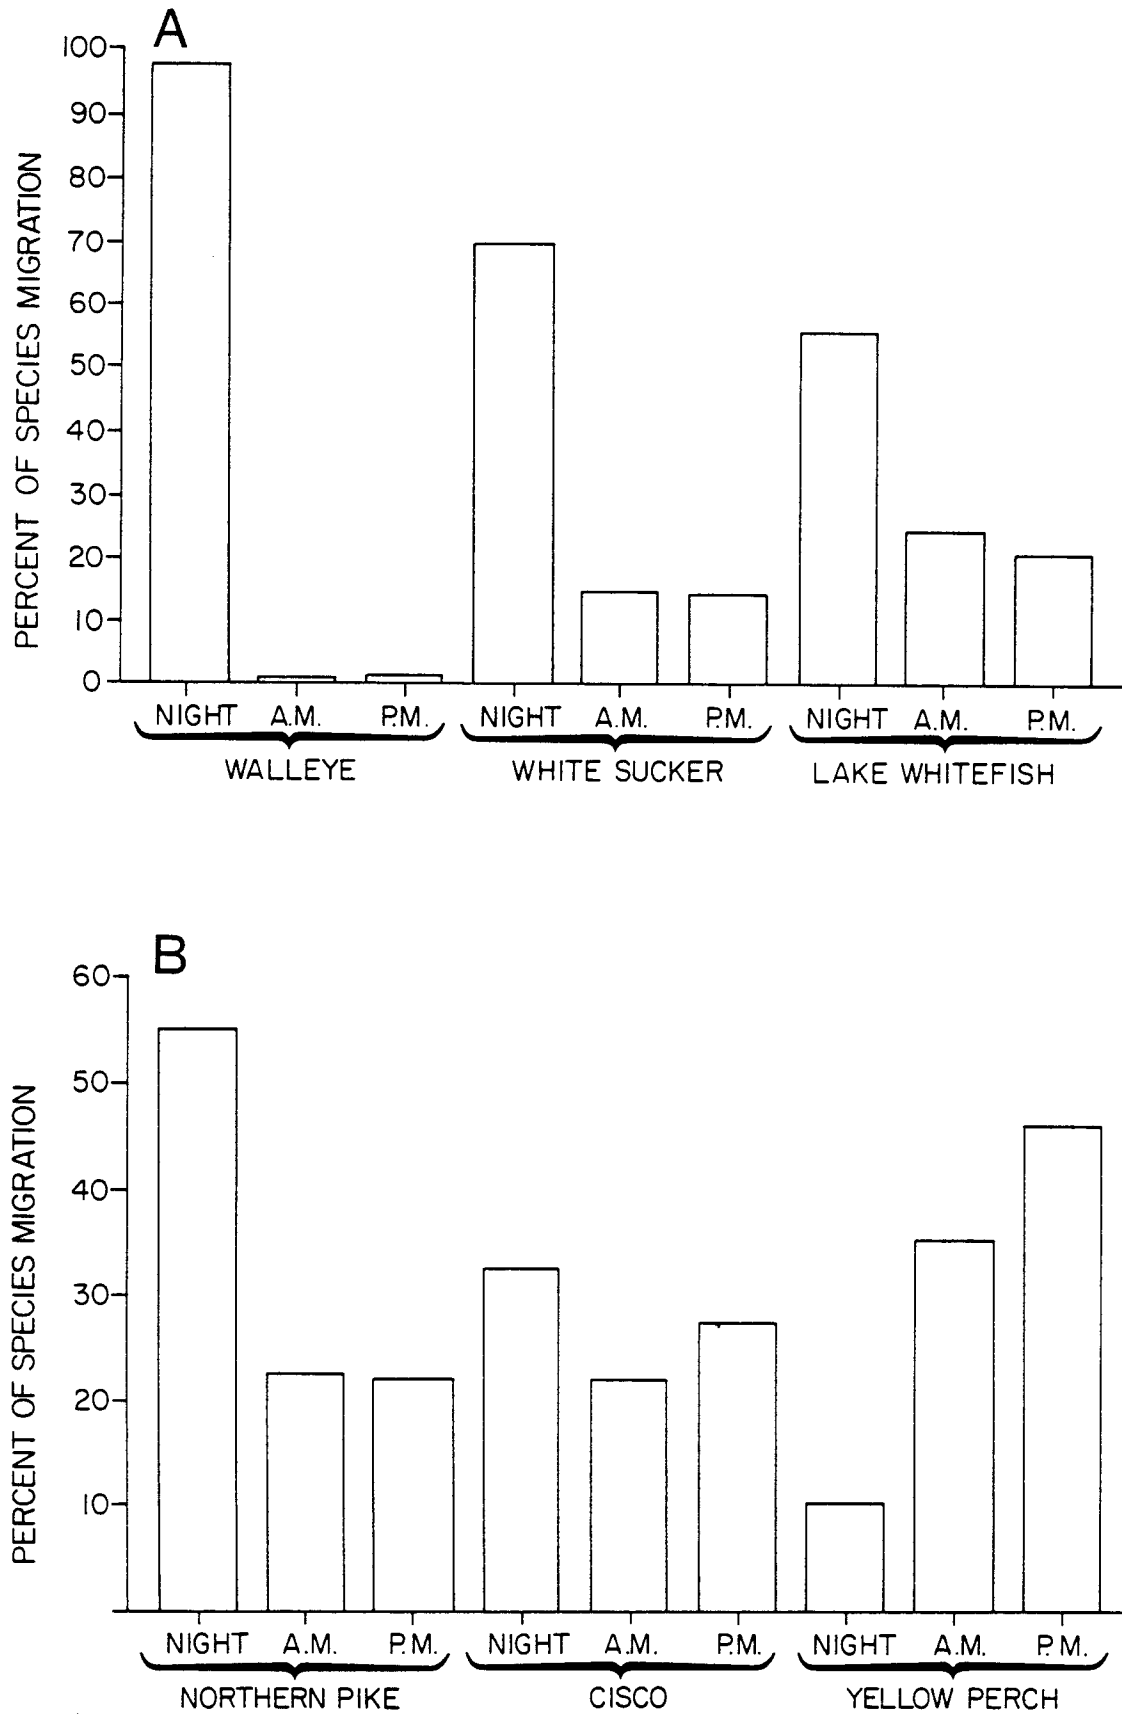 A
PERCENT OF SPECIES MIGRATION
100
90
80
70
60
50
40
30
20
10
0
NIGHT A.M. P.M. NIGHT A.M. P.M. NIGHT A.M. P.M.
WALLEYE WHITE SUCKER LAKE WHITEFISH
B
PERCENT OF SPECIES MIGRATION
60
50
40
30
20
10
NIGHT A.M. P.M. NIGHT A.M. P.M. NIGHT A.M. P.M.
NORTHERN PIKE CISCO YELLOW PERCH